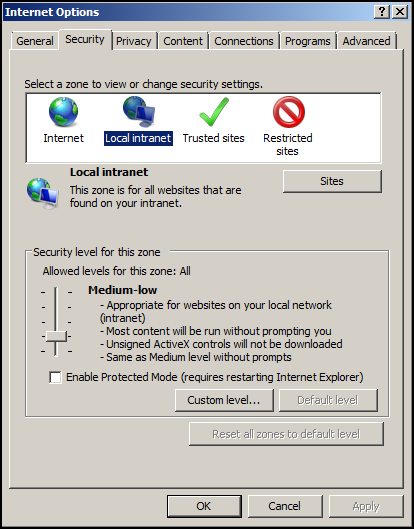 Internet Options
General Security Privacy Content Connections Programs Advanced
Select a zone to view or change security settings.
Internet Local intranet Trusted sites Restricted
sites
Local intranet
Sites
This zone is for all websites that are
found on your intranet.
Security level for this zone
Allowed levels for this zone: All
Medium-low
- Appropriate for websites on your local network
(intranet)
- Most content will be run without prompting you
- Unsigned ActiveX controls will not be downloaded
- Same as Medium level without prompts
Enable Protected Mode (requires restarting Internet Explorer)
Custom level... Default level
Reset all zones to default level
OK Cancel Apply